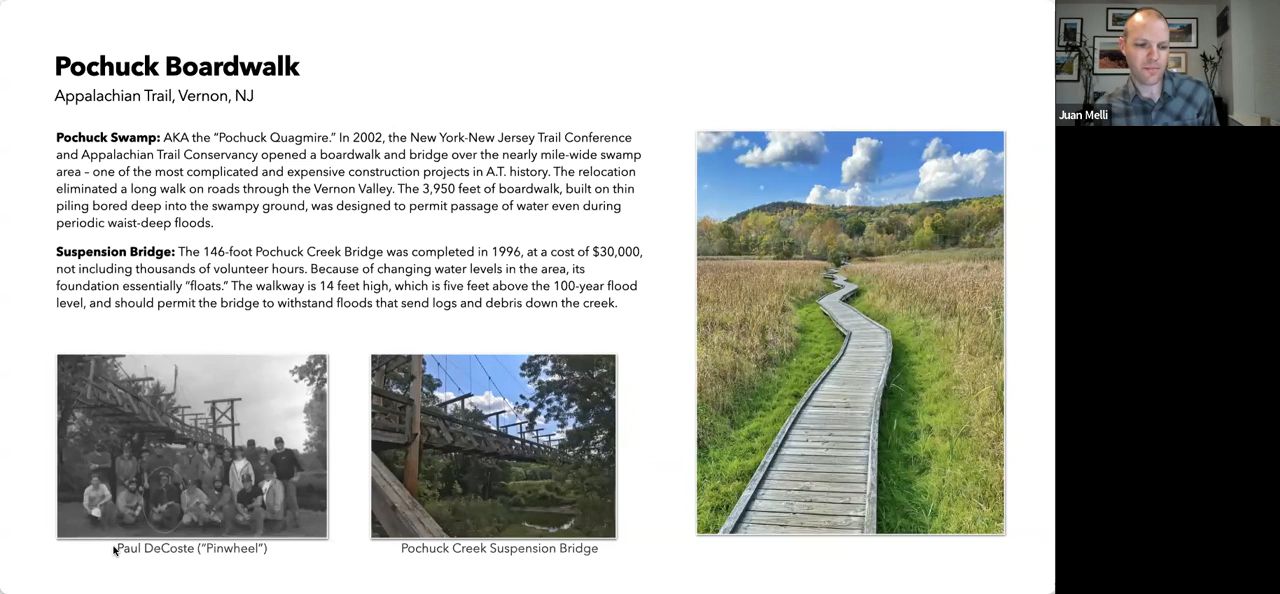 Pochuck Boardwalk
Appalachian Trail, Vernon, NJ
Pochuck Swamp: AKA the “Pochuck Quagmire.” In 2002, the New York-New Jersey Trail Conference
and Appalachian Trail Conservancy opened a boardwalk and bridge over the nearly mile-wide swamp
area – one of the most complicated and expensive construction projects in A.T. history. The relocation
eliminated a long walk on roads through the Vernon Valley. The 3,950 feet of boardwalk, built on thin
piling bored deep into the swampy ground, was designed to permit passage of water even during
periodic waist-deep floods.
Suspension Bridge: The 146-foot Pochuck Creek Bridge was completed in 1996, at a cost of $30,000,
not including thousands of volunteer hours. Because of changing water levels in the area, its
foundation essentially “floats.” The walkway is 14 feet high, which is five feet above the 100-year flood
level, and should permit the bridge to withstand floods that send logs and debris down the creek.
Paul DeCoste (“Pinwheel”)
Pochuck Creek Suspension Bridge
Juan Melli